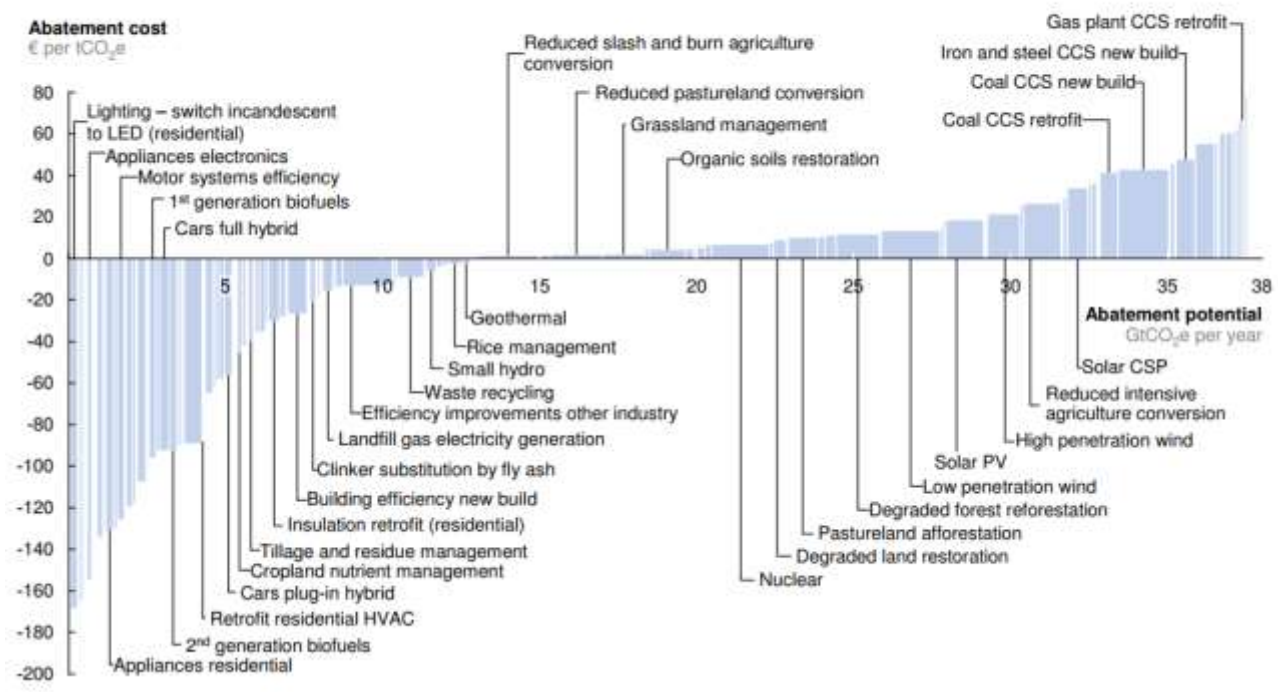 Abatement cost
€ per tCO2e
Gas plant CCS retrofit
Reduced slash and burn agriculture
conversion
Iron and steel CCS new build
Coal CCS new build
80
Reduced pastureland conversion
Lighting – switch incandescent
to LED (residential)
60
Grassland management
Coal CCS retrofit
Appliances electronics
Organic soils restoration
40
Motor systems efficiency
20
1st generation biofuels
Cars full hybrid
0
5
10
15
20
25
30
35
38
-20
Abatement potential
GtCO2e per year
Geothermal
-40
Rice management
Small hydro
Solar CSP
-60
Waste recycling
Reduced intensive
agriculture conversion
Efficiency improvements other industry
-80
Landfill gas electricity generation
High penetration wind
-100
Clinker substitution by fly ash
Solar PV
Low penetration wind
Building efficiency new build
-120
Degraded forest reforestation
Insulation retrofit (residential)
Pastureland afforestation
-140
Tillage and residue management
Degraded land restoration
Cropland nutrient management
Nuclear
-160
Cars plug-in hybrid
Retrofit residential HVAC
-180
2nd generation biofuels
Appliances residential
-200